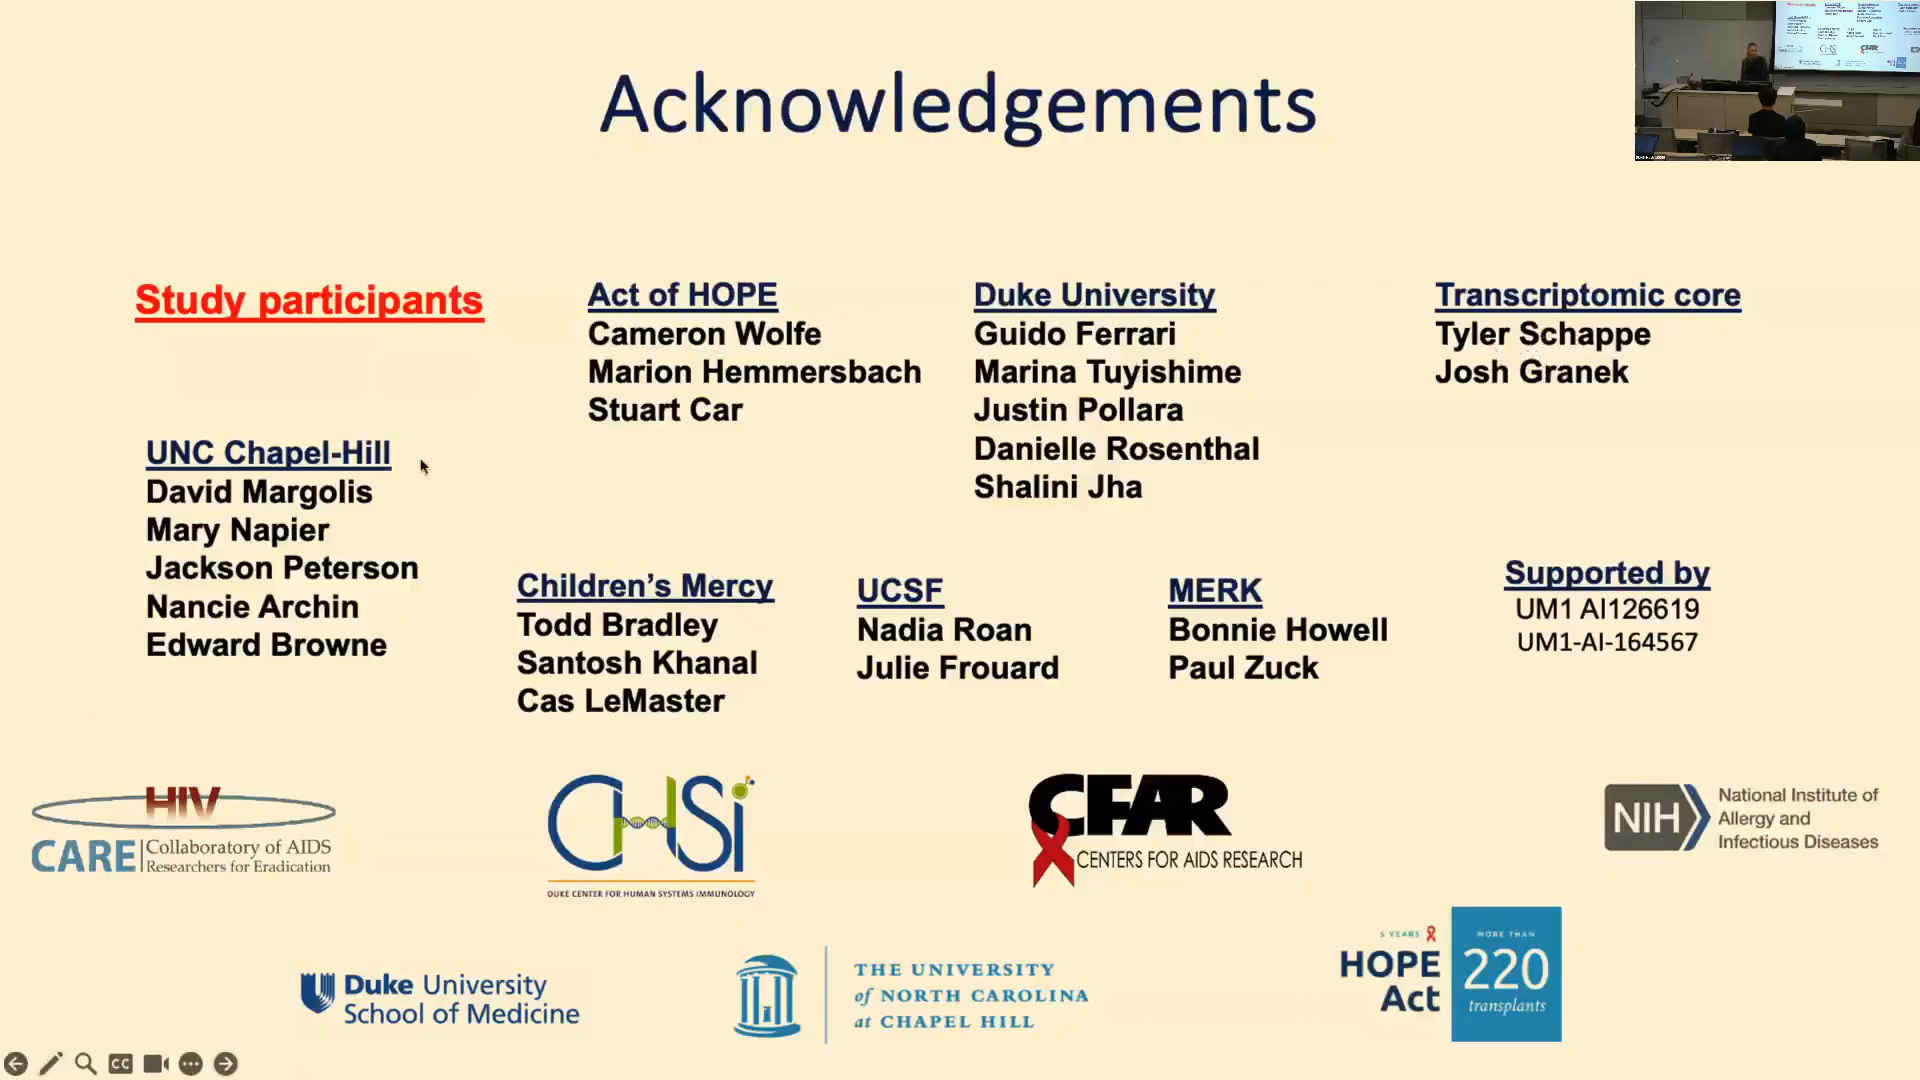 Acknowledgements
Study participants
Act of HOPE
Cameron Wolfe
Marion Hemmersbach
Stuart Car
Duke University
Guido Ferrari
Marina Tuyishime
Justin Pollara
Danielle Rosenthal
Shalini Jha
Transcriptomic core
Tyler Schappe
Josh Granek
UNC Chapel-Hill
David Margolis
Mary Napier
Jackson Peterson
Nancie Archin
Edward Browne
Children’s Mercy
Todd Bradley
Santosh Khanal
Cas LeMaster
UCSF
Nadia Roan
Julie Frouard
MERK
Bonnie Howell
Paul Zuck
Supported by
UM1 AI126619
UM1-AI-164567
HIV
CARE
Collaboratory of AIDS
Researchers for Eradication
CHSi
DUKE CENTER FOR HUMAN SYSTEMS IMMUNOLOGY
CFAR
CENTERS FOR AIDS RESEARCH
NIH
National Institute of
Allergy and
Infectious Diseases
Duke University
School of Medicine
THE UNIVERSITY
of NORTH CAROLINA
at CHAPEL HILL
5 YEARS
HOPE
Act
MORE THAN
220
transplants
CC